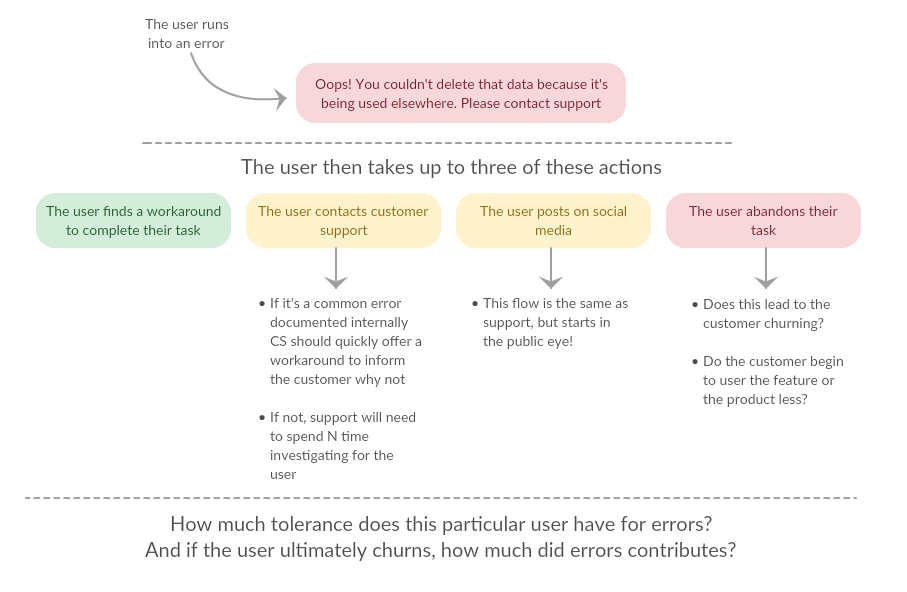 The user runs
into an error
Oops! You couldn't delete that data because it's
being used elsewhere. Please contact support
The user then takes up to three of these actions
The user finds a workaround
to complete their task
The user contacts customer
support
The user posts on social
media
The user abandons their
task
• If it's a common error
documented internally
CS should quickly offer a
workaround to inform
the customer why not
• If not, support will need
to spend N time
investigating for the
user
• This flow is the same as
support, but starts in
the public eye!
• Does this lead to the
customer churning?
• Do the customer begin
to user the feature or
the product less?
How much tolerance does this particular user have for errors?
And if the user ultimately churns, how much did errors contributes?